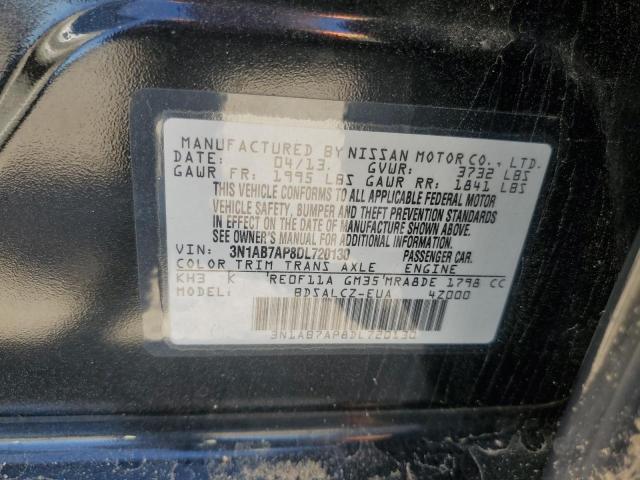 MANUFACTURED BY NISSAN MOTOR CO., LTD.
DATE: 04/13. GVWR: 3732 LBS
GAWR FR: 1995 LBS GAWR RR: 1841 LBS
THIS VEHICLE CONFORMS TO ALL APPLICABLE FEDERAL MOTOR
VEHICLE SAFETY, BUMPER AND THEFT PREVENTION STANDARDS
IN EFFECT ON THE DATE OF MANUFACTURE SHOWN ABOVE.
SEE OWNER'S MANUAL FOR ADDITIONAL INFORMATION.
VIN: 3N1AB7AP8DL720130 PASSENGER CAR.
COLOR TRIM TRANS AXLE ENGINE
KH3 K RE0F11A GM35 MRA8DE 1798 CC
MODEL: BDSALCZ-EUA 4Z000
3N1AB7AP8DL720130